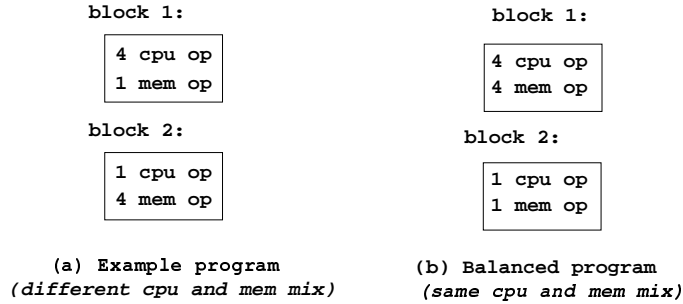 block 1:
4 cpu op
1 mem op
block 2:
1 cpu op
4 mem op
(a) Example program
(different cpu and mem mix)
block 1:
4 cpu op
4 mem op
block 2:
1 cpu op
1 mem op
(b) Balanced program
(same cpu and mem mix)